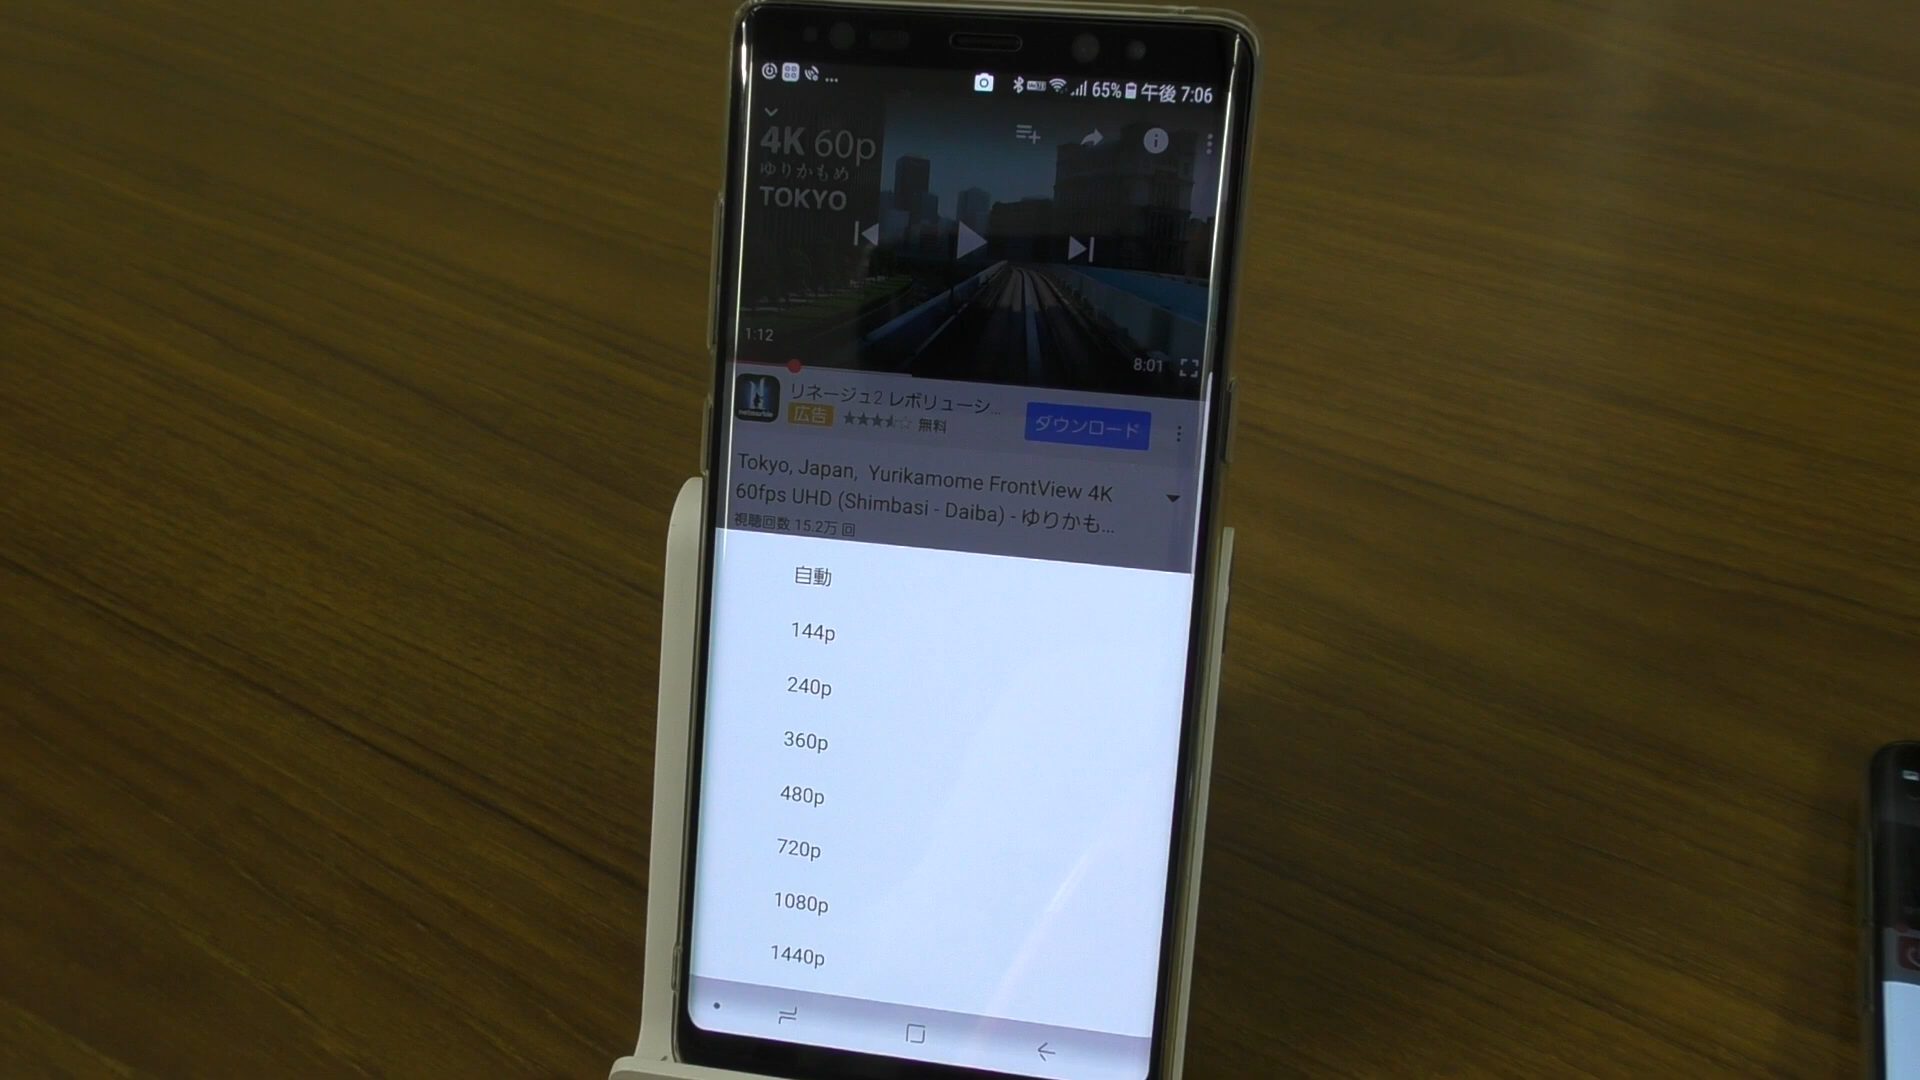 65% 午後 7:06
4K 60p
ゆりかもめ
TOKYO
1:12
8:01
リネージュ2 レボリューシ...
広告 無料
ダウンロード
Tokyo, Japan, Yurikamome FrontView 4K
60fps UHD (Shimbasi - Daiba) - ゆりかも...
視聴回数 15.2万 回
自動
144p
240p
360p
480p
720p
1080p
1440p